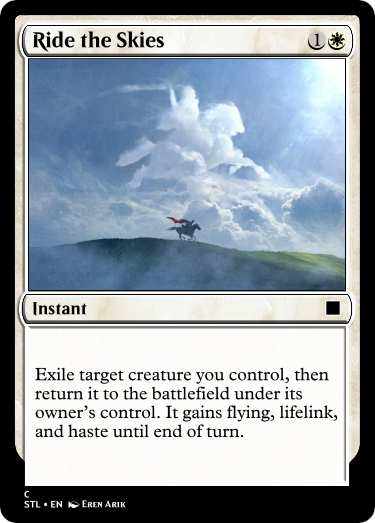 Ride the Skies 1
Instant
Exile target creature you control, then
return it to the battlefield under its
owner's control. It gains flying, lifelink,
and haste until end of turn.
C
STL • EN Eren Arik